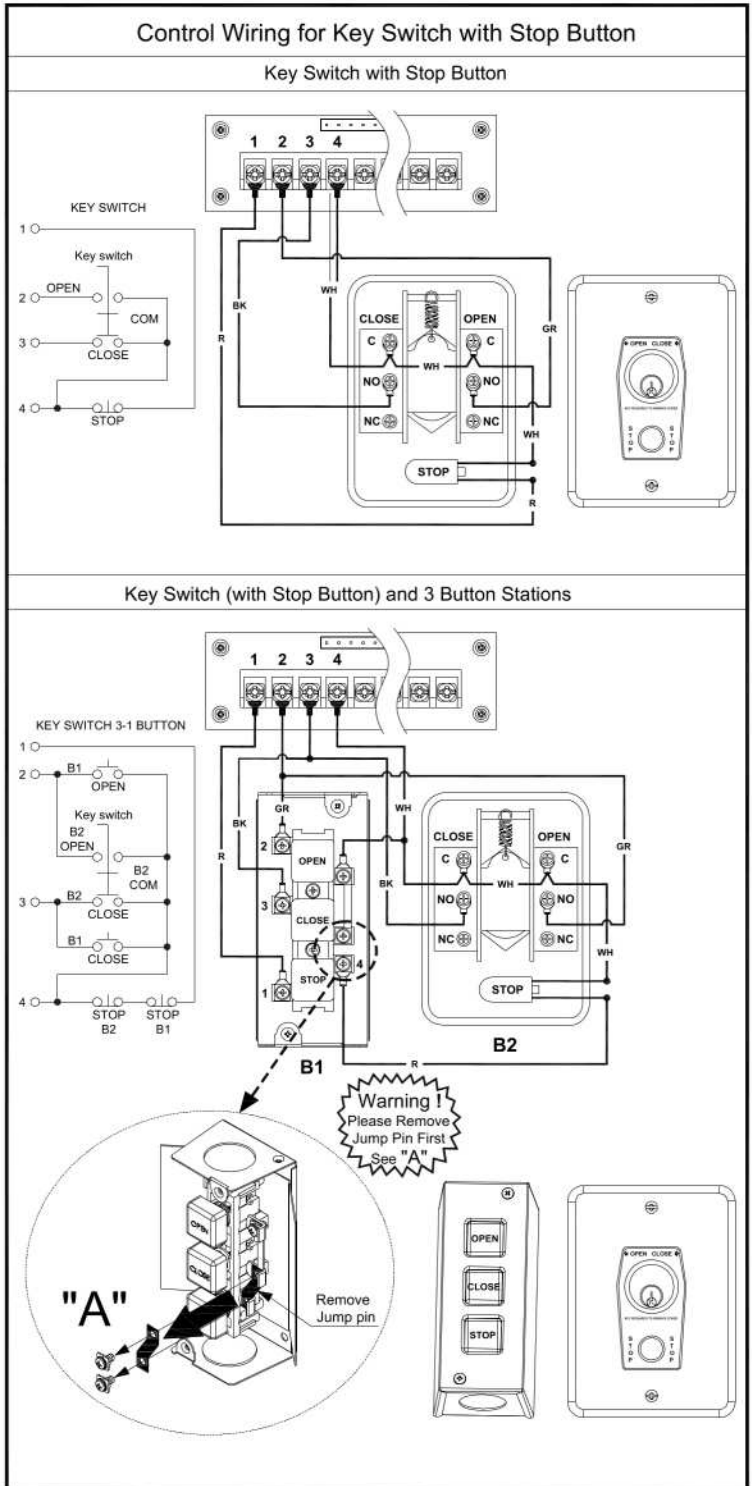 Control Wiring for Key Switch with Stop Button
Key Switch with Stop Button
1 2 3 4
KEY SWITCH
1
Key switch
2 OPEN
COM
3
CLOSE
4
STOP
R
BK
WH
GR
CLOSE OPEN
C C
WH
NO NO
NC NC
WH
STOP
R
OPEN CLOSE
STOP STOP
Key Switch (with Stop Button) and 3 Button Stations
1 2 3 4
KEY SWITCH 3-1 BUTTON
1
2 B1
OPEN
Key switch
B2
OPEN
B2
COM
3 B2
CLOSE
B1
CLOSE
4
STOP STOP
B2 B1
R
BK
GR
WH
2
OPEN
3
CLOSE
4
STOP
1
B1
BK
GR
CLOSE OPEN
C C
WH
NO NO
NC NC
WH
STOP
B2
R
Warning !
Please Remove
Jump Pin First
See "A"
OPEN
CLOSE
"A"
Remove
Jump pin
OPEN
CLOSE
STOP
OPEN CLOSE
STOP STOP